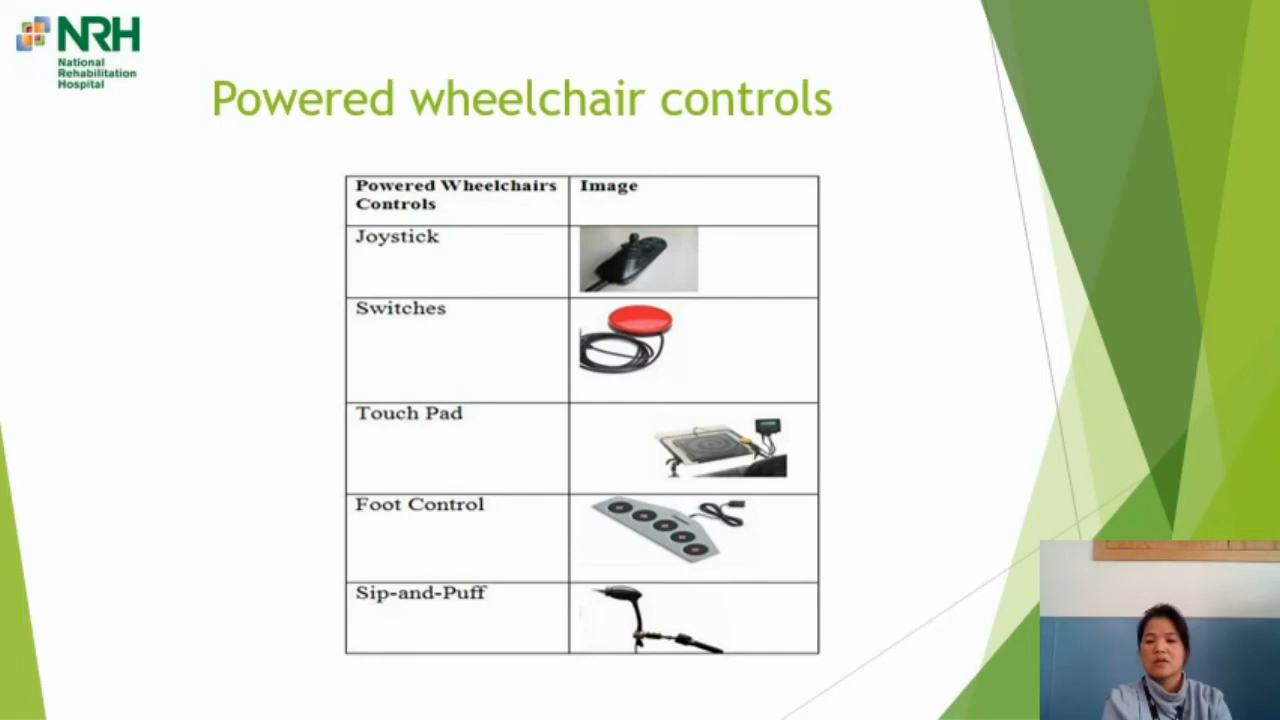 NRH
National
Rehabilitation
Hospital
Powered wheelchair controls
Powered Wheelchairs Controls
Image
Joystick
Switches
Touch Pad
Foot Control
Sip-and-Puff